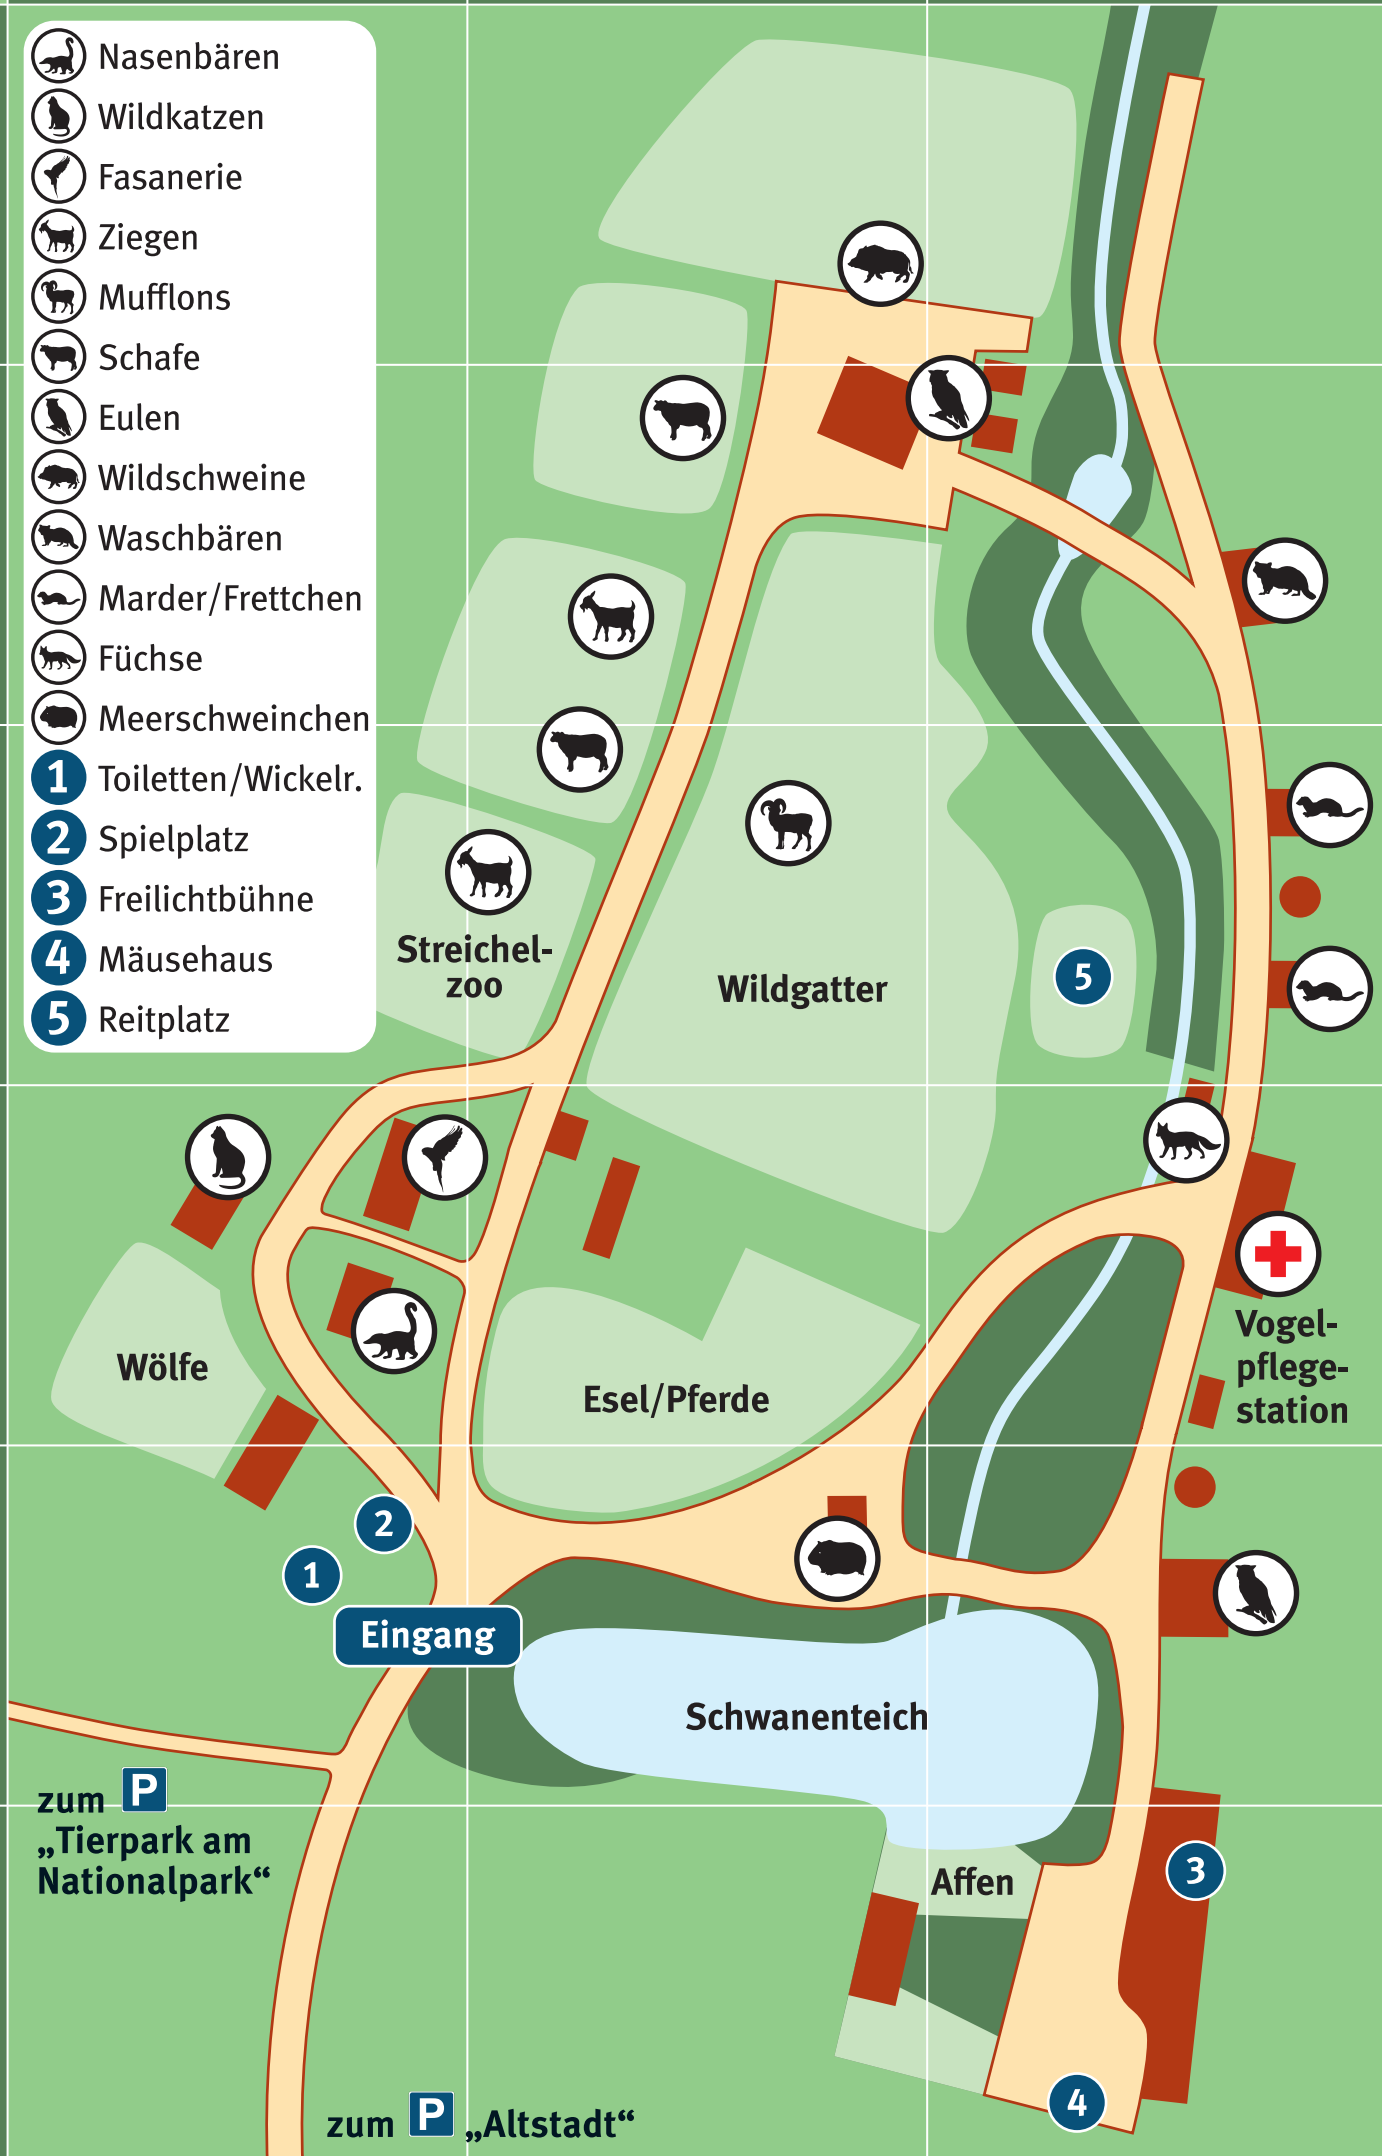 Nasenbären
Wildkatzen
Fasanerie
Ziegen
Mufflons
Schafe
Eulen
Wildschweine
Waschbären
Marder/Frettchen
Füchse
Meerschweinchen
1 Toiletten/Wickelr.
2 Spielplatz
3 Freilichtbühne
4 Mäusehaus
5 Reitplatz
Streichel-
zoo
Wildgatter
5
Vogel-
pflege-
station
Wölfe
Esel/Pferde
2
1
Eingang
Schwanenteich
zum P
„Tierpark am
Nationalpark“
Affen
3
4
zum P „Altstadt“